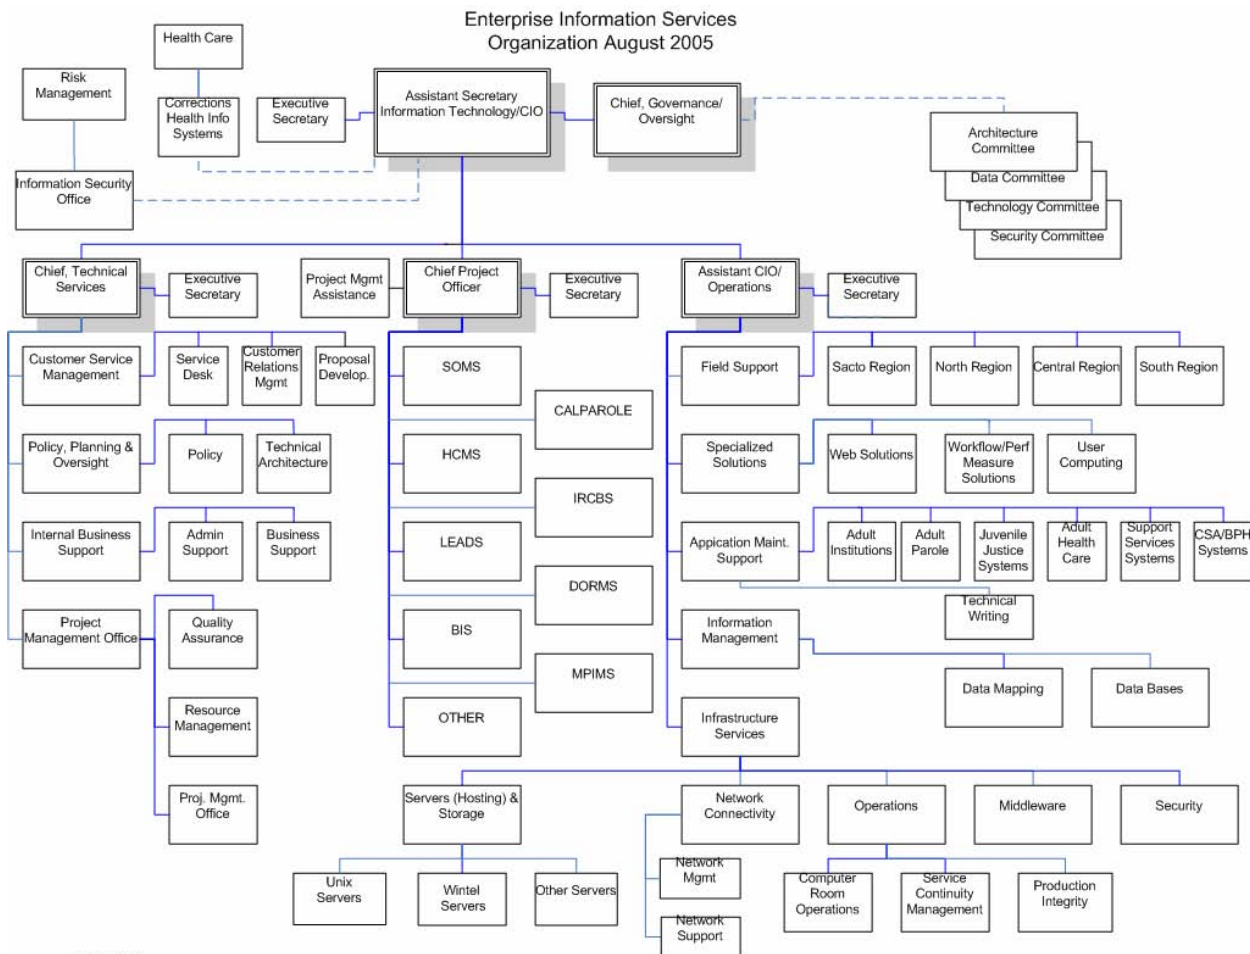 Enterprise Information Services
Organization August 2005
Health Care
Risk
Management
Corrections
Health Info
Systems
Executive
Secretary
Assistant Secretary
Information Technology/CIO
Chief, Governance/
Oversight
Architecture
Committee
Data Committee
Technology Committee
Security Committee
Information Security
Office
Chief, Technical
Services
Executive
Secretary
Project Mgmt
Assistance
Chief Project
Officer
Executive
Secretary
Assistant CIO/
Operations
Executive
Secretary
Customer Service
Management
Service
Desk
Customer
Relations
Mgmt
Proposal
Develop.
SOMS
Field Support
Sacto Region
North Region
Central Region
South Region
CALPAROLE
Policy, Planning &
Oversight
Policy
Technical
Architecture
HCMS
Specialized
Solutions
Web Solutions
Workflow/Perf
Measure
Solutions
User
Computing
IRCBS
Internal Business
Support
Admin
Support
Business
Support
LEADS
Appication Maint.
Support
Adult
Institutions
Adult
Parole
Juvenile
Justice
Systems
Adult
Health
Care
Support
Services
Systems
CSA/BPH
Systems
DORMS
Technical
Writing
Project
Management Office
Quality
Assurance
BIS
Information
Management
MPIMS
Data Mapping
Data Bases
Resource
Management
OTHER
Infrastructure
Services
Proj. Mgmt.
Office
Servers (Hosting) &
Storage
Network
Connectivity
Operations
Middleware
Security
Unix
Servers
Wintel
Servers
Other Servers
Network
Mgmt
Network
Support
Computer
Room
Operations
Service
Continuity
Management
Production
Integrity